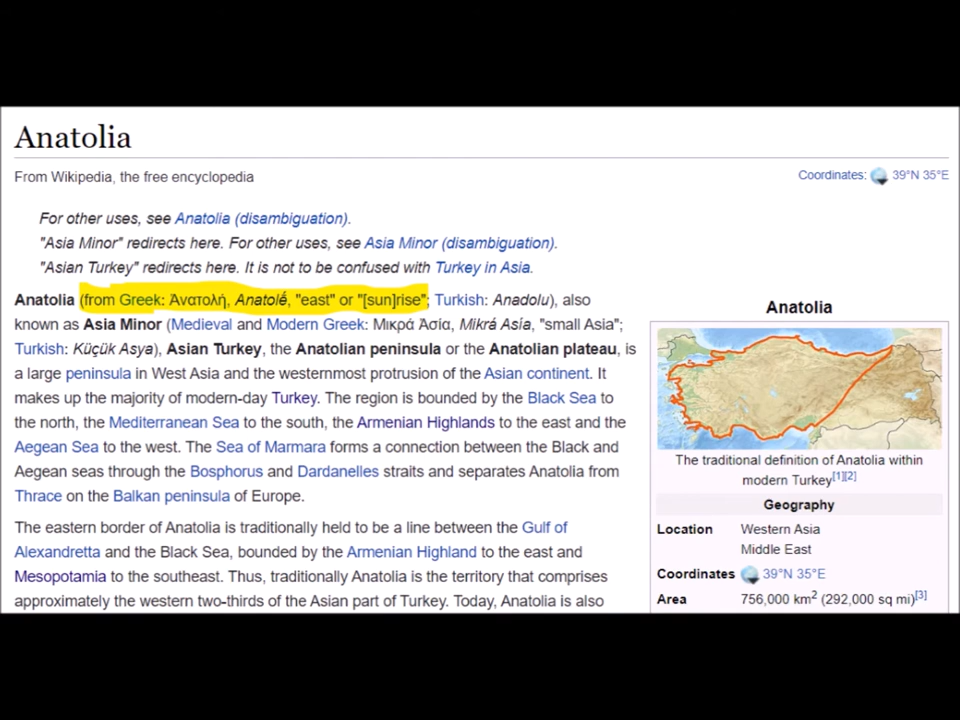 Anatolia
From Wikipedia, the free encyclopedia
Coordinates: 39°N 35°E
For other uses, see Anatolia (disambiguation).
"Asia Minor" redirects here. For other uses, see Asia Minor (disambiguation).
"Asian Turkey" redirects here. It is not to be confused with Turkey in Asia.
Anatolia (from Greek: Ἀνατολή, Anatolḗ, "east" or "[sun]rise"; Turkish: Anadolu), also
known as Asia Minor (Medieval and Modern Greek: Μικρά Ἀσία, Mikrá Asía, "small Asia";
Turkish: Küçük Asya), Asian Turkey, the Anatolian peninsula or the Anatolian plateau, is
a large peninsula in West Asia and the westernmost protrusion of the Asian continent. It
makes up the majority of modern-day Turkey. The region is bounded by the Black Sea to
the north, the Mediterranean Sea to the south, the Armenian Highlands to the east and the
Aegean Sea to the west. The Sea of Marmara forms a connection between the Black and
Aegean seas through the Bosphorus and Dardanelles straits and separates Anatolia from
Thrace on the Balkan peninsula of Europe.
The eastern border of Anatolia is traditionally held to be a line between the Gulf of
Alexandretta and the Black Sea, bounded by the Armenian Highland to the east and
Mesopotamia to the southeast. Thus, traditionally Anatolia is the territory that comprises
approximately the western two-thirds of the Asian part of Turkey. Today, Anatolia is also
Anatolia
The traditional definition of Anatolia within
modern Turkey[1][2]
Geography
Location Western Asia
Middle East
Coordinates 39°N 35°E
Area 756,000 km² (292,000 sq mi)[3]